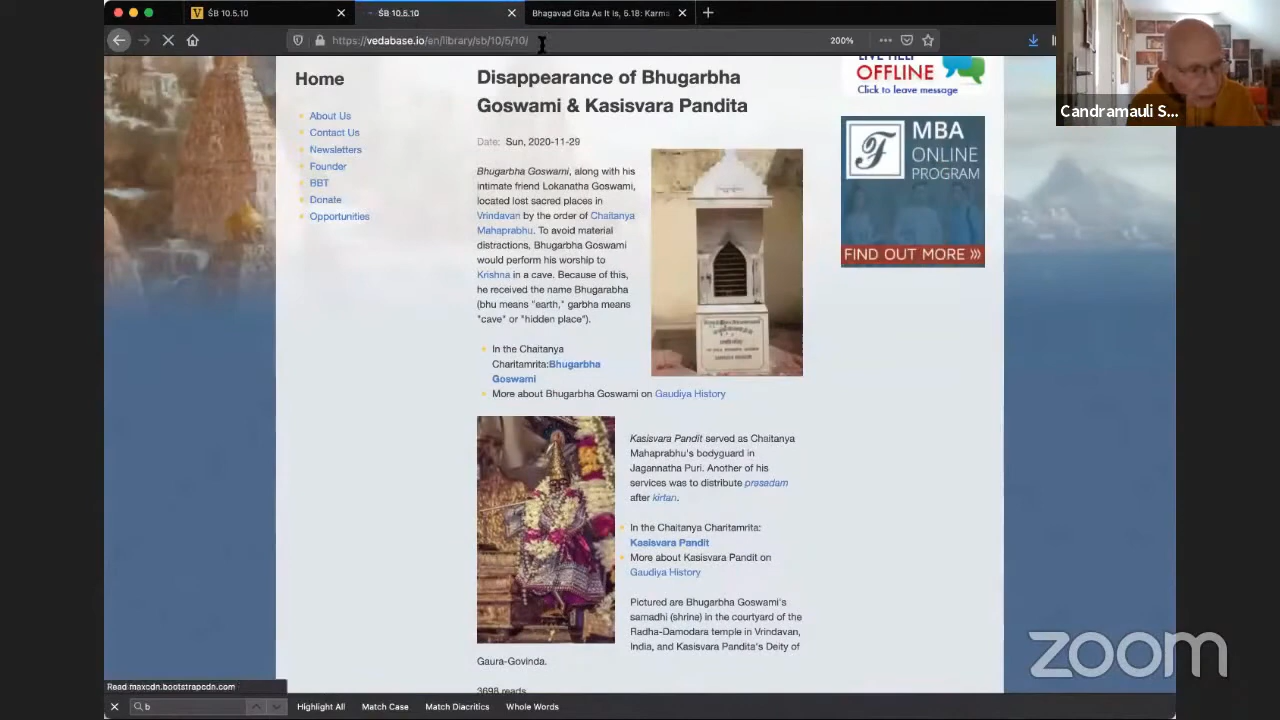 ŚB 10.5.10
ŚB 10.5.10
Bhagavad Gita As It Is, 5.18: Karma
https://vedabase.io/en/library/sb/10/5/10/
200%
Candramauli S...
Home
About Us
Contact Us
Newsletters
Founder
BBT
Donate
Opportunities
Disappearance of Bhugarbha
Goswami & Kasisvara Pandita
Date: Sun, 2020-11-29
Bhugarbha Goswami, along with his
intimate friend Lokanatha Goswami,
located lost sacred places in
Vrindavan by the order of Chaitanya
Mahaprabhu. To avoid material
distractions, Bhugarbha Goswami
would perform his worship to
Krishna in a cave. Because of this,
he received the name Bhugarabha
(bhu means "earth," garbha means
"cave" or "hidden place").
In the Chaitanya
Charitamrita:Bhugarbha
Goswami
More about Bhugarbha Goswami on Gaudiya History
Kasisvara Pandit served as Chaitanya
Mahaprabhu's bodyguard in
Jagannatha Puri. Another of his
services was to distribute prasadam
after kirtan.
In the Chaitanya Charitamrita:
Kasisvara Pandit
More about Kasisvara Pandit on
Gaudiya History
Pictured are Bhugarbha Goswami's
samadhi (shrine) in the courtyard of the
Radha-Damodara temple in Vrindavan,
India, and Kasisvara Pandita's Deity of
Gaura-Govinda.
3698 reads
LIVE HELP
OFFLINE
Click to leave message
MBA
ONLINE
PROGRAM
FIND OUT MORE
zoom
Read maxcdn.bootstrapcdn.com
b
Highlight All
Match Case
Match Diacritics
Whole Words